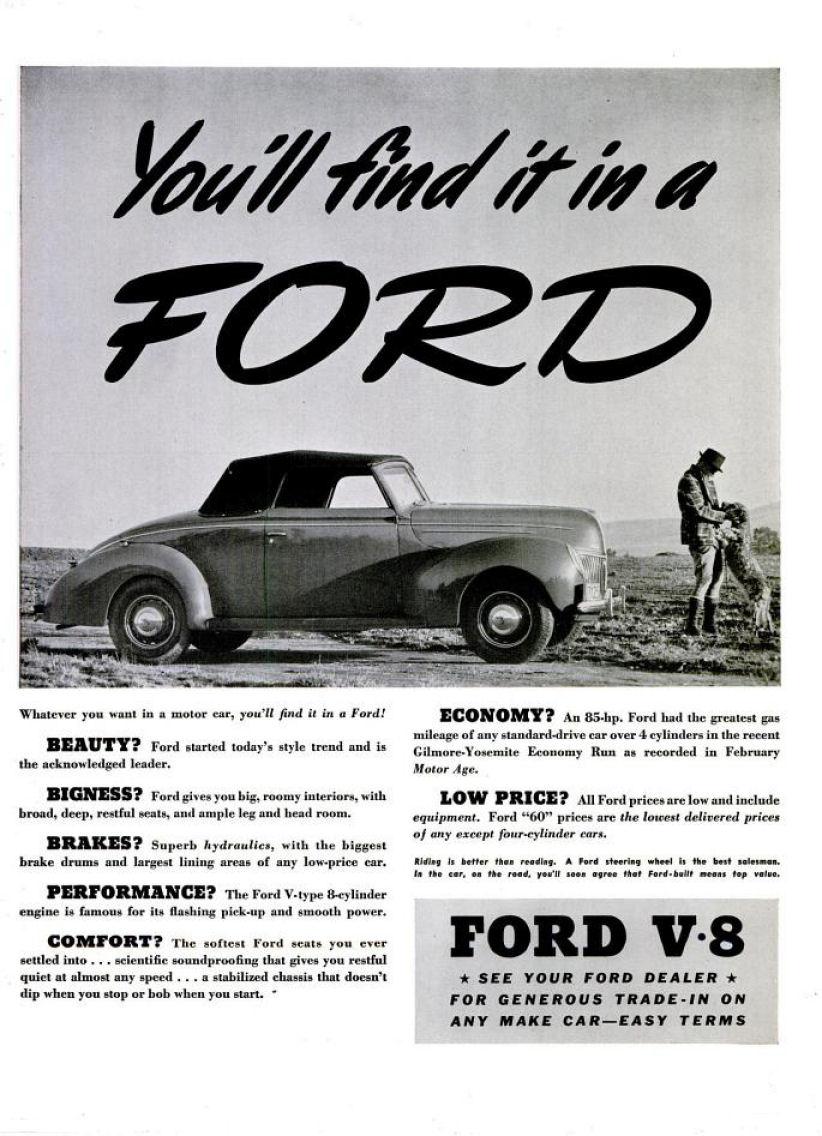 You'll find it in a
FORD
Whatever you want in a motor car, you'll find it in a Ford!
BEAUTY? Ford started today's style trend and is
the acknowledged leader.
BIGNESS? Ford gives you big, roomy interiors, with
broad, deep, restful seats, and ample leg and head room.
BRAKES? Superb hydraulics, with the biggest
brake drums and largest lining areas of any low-price car.
PERFORMANCE? The Ford V-type 8-cylinder
engine is famous for its flashing pick-up and smooth power.
COMFORT? The softest Ford seats you ever
settled into . . . scientific soundproofing that gives you restful
quiet at almost any speed . . . a stabilized chassis that doesn't
dip when you stop or bob when you start.
ECONOMY? An 85-hp. Ford had the greatest gas
mileage of any standard-drive car over 4 cylinders in the recent
Gilmore-Yosemite Economy Run as recorded in February
Motor Age.
LOW PRICE? All Ford prices are low and include
equipment. Ford "60" prices are the lowest delivered prices
of any except four-cylinder cars.
Riding is better than reading. A Ford steering wheel is the best salesman.
In the car, on the road, you'll soon agree that Ford-built means top value.
FORD V·8
★ SEE YOUR FORD DEALER ★
FOR GENEROUS TRADE-IN ON
ANY MAKE CAR—EASY TERMS